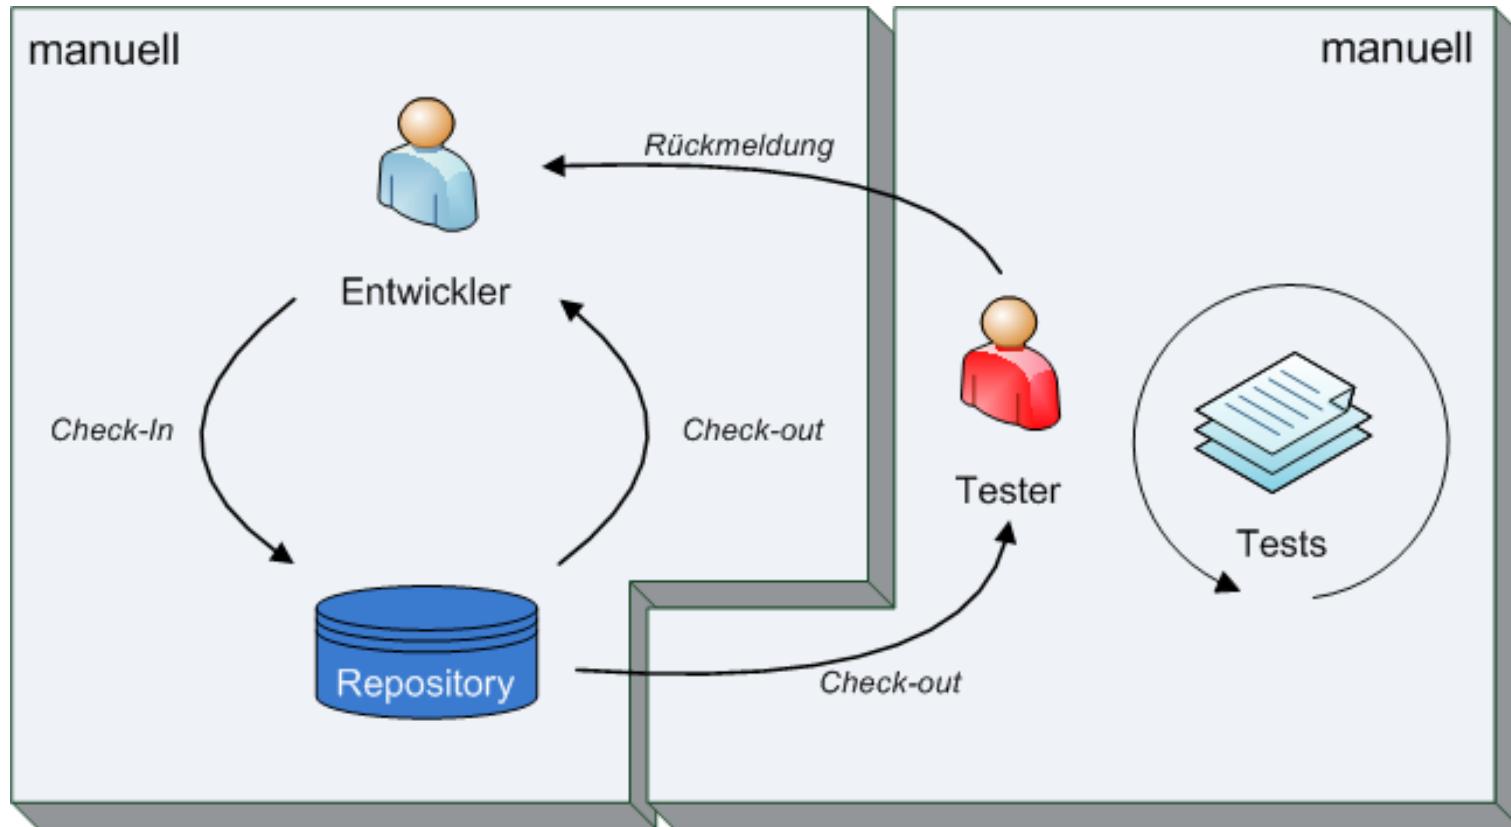 manuell
manuell
Rückmeldung
Entwickler
Check-In
Check-out
Tester
Tests
Repository
Check-out